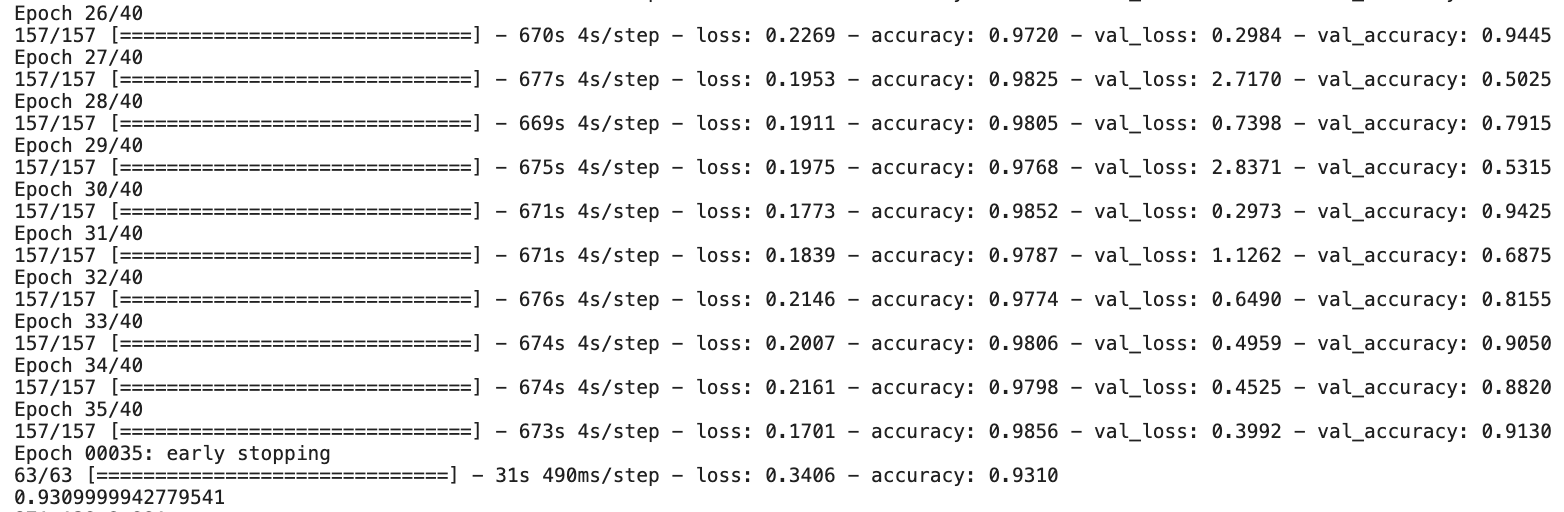 Epoch 26/40
157/157 [==============================] - 670s 4s/step - loss: 0.2269 - accuracy: 0.9720 - val_loss: 0.2984 - val_accuracy: 0.9445
Epoch 27/40
157/157 [==============================] - 677s 4s/step - loss: 0.1953 - accuracy: 0.9825 - val_loss: 2.7170 - val_accuracy: 0.5025
Epoch 28/40
157/157 [==============================] - 669s 4s/step - loss: 0.1911 - accuracy: 0.9805 - val_loss: 0.7398 - val_accuracy: 0.7915
Epoch 29/40
157/157 [==============================] - 675s 4s/step - loss: 0.1975 - accuracy: 0.9768 - val_loss: 2.8371 - val_accuracy: 0.5315
Epoch 30/40
157/157 [==============================] - 671s 4s/step - loss: 0.1773 - accuracy: 0.9852 - val_loss: 0.2973 - val_accuracy: 0.9425
Epoch 31/40
157/157 [==============================] - 671s 4s/step - loss: 0.1839 - accuracy: 0.9787 - val_loss: 1.1262 - val_accuracy: 0.6875
Epoch 32/40
157/157 [==============================] - 676s 4s/step - loss: 0.2146 - accuracy: 0.9774 - val_loss: 0.6490 - val_accuracy: 0.8155
Epoch 33/40
157/157 [==============================] - 674s 4s/step - loss: 0.2007 - accuracy: 0.9806 - val_loss: 0.4959 - val_accuracy: 0.9050
Epoch 34/40
157/157 [==============================] - 674s 4s/step - loss: 0.2161 - accuracy: 0.9798 - val_loss: 0.4525 - val_accuracy: 0.8820
Epoch 35/40
157/157 [==============================] - 673s 4s/step - loss: 0.1701 - accuracy: 0.9856 - val_loss: 0.3992 - val_accuracy: 0.9130
Epoch 00035: early stopping
63/63 [==============================] - 31s 490ms/step - loss: 0.3406 - accuracy: 0.9310
0.9309999942779541